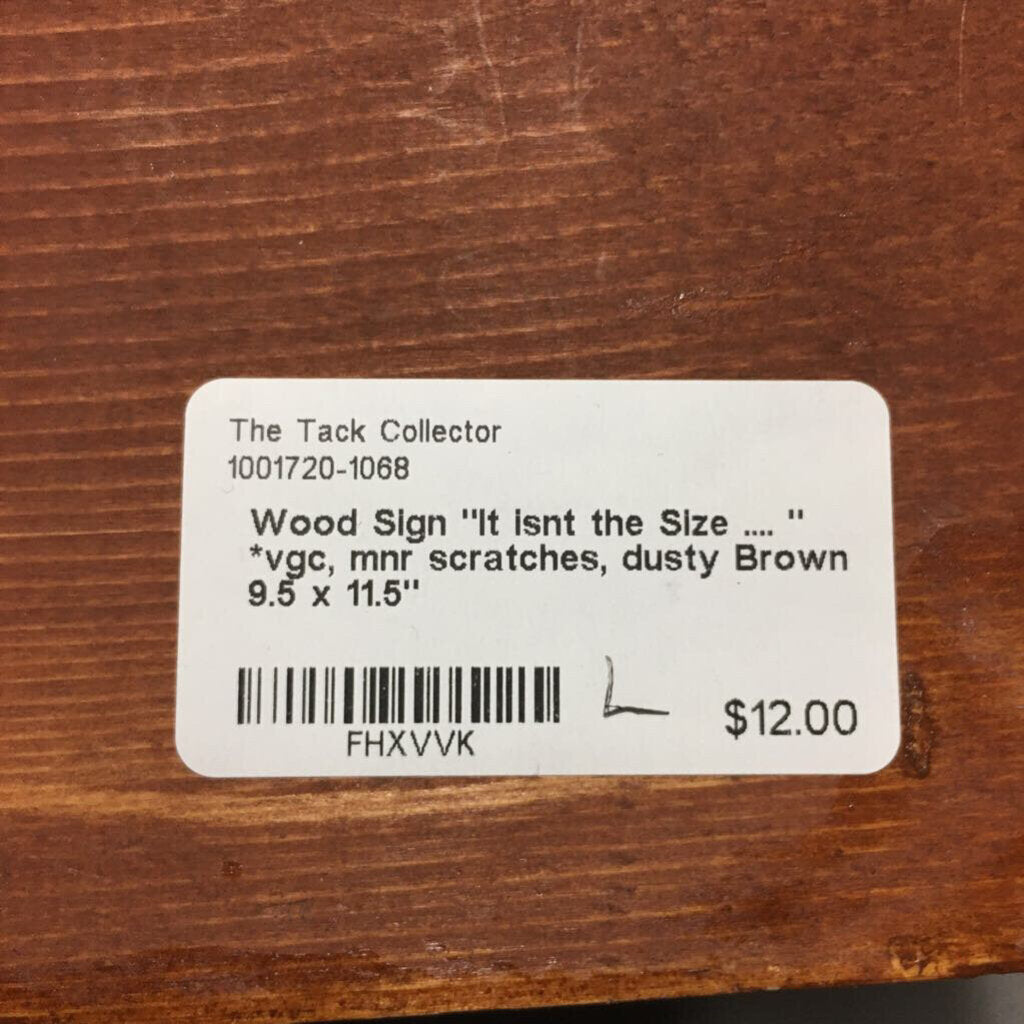 The Tack Collector
1001720-1068
Wood Sign "It isnt the Size .... "
*vgc, mnr scratches, dusty Brown
9.5 x 11.5"
L $12.00
FHXVVK